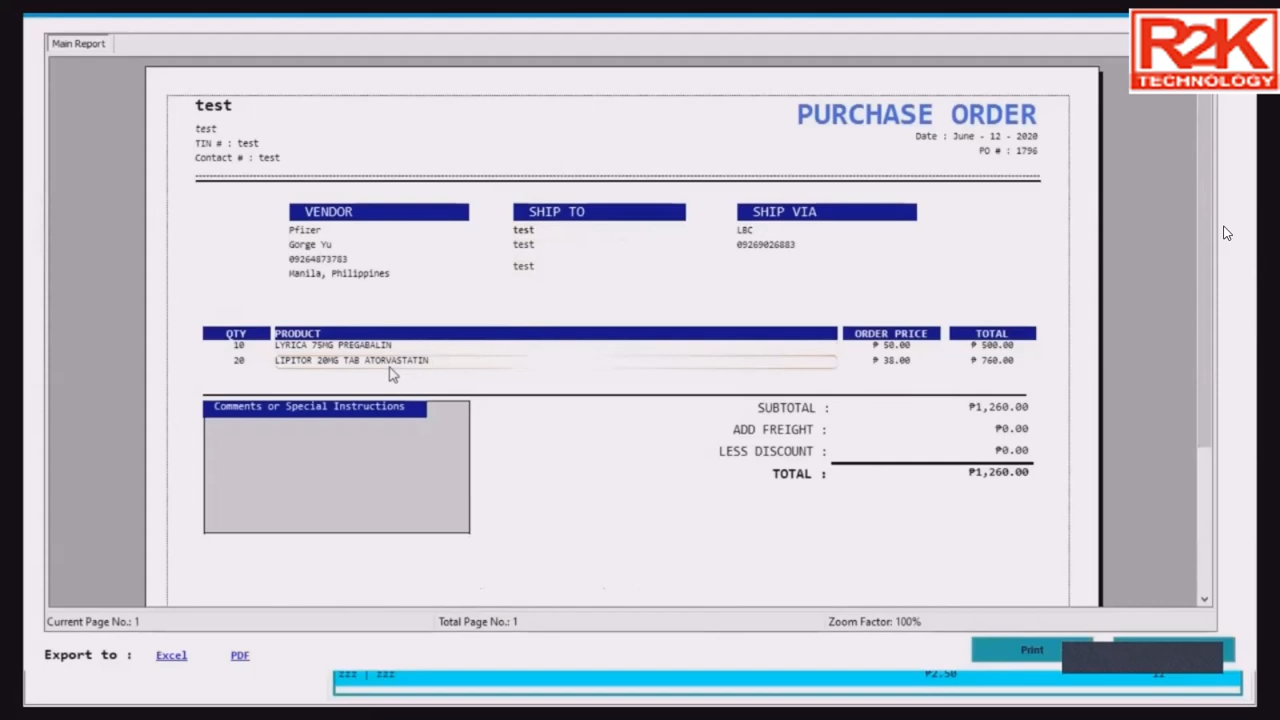 Main Report
R2K
TECHNOLOGY
test
PURCHASE ORDER
test
Date : June - 12 - 2020
TIN # : test
PO # : 1796
Contact # : test
VENDOR SHIP TO SHIP VIA
Pfizer test LBC
Gorge Yu test 09269026883
09264873783
test
Manila, Philippines
QTY PRODUCT ORDER PRICE TOTAL
10 LYRICA 75MG PREGABALIN ₱ 50.00 ₱ 500.00
20 LIPITOR 20MG TAB ATORVASTATIN ₱ 38.00 ₱ 760.00
Comments or Special Instructions
SUBTOTAL : ₱1,260.00
ADD FREIGHT : ₱0.00
LESS DISCOUNT : ₱0.00
TOTAL : ₱1,260.00
Current Page No.: 1 Total Page No.: 1 Zoom Factor: 100%
Export to : Excel PDF
Print
zzz | zzz ₱2.50